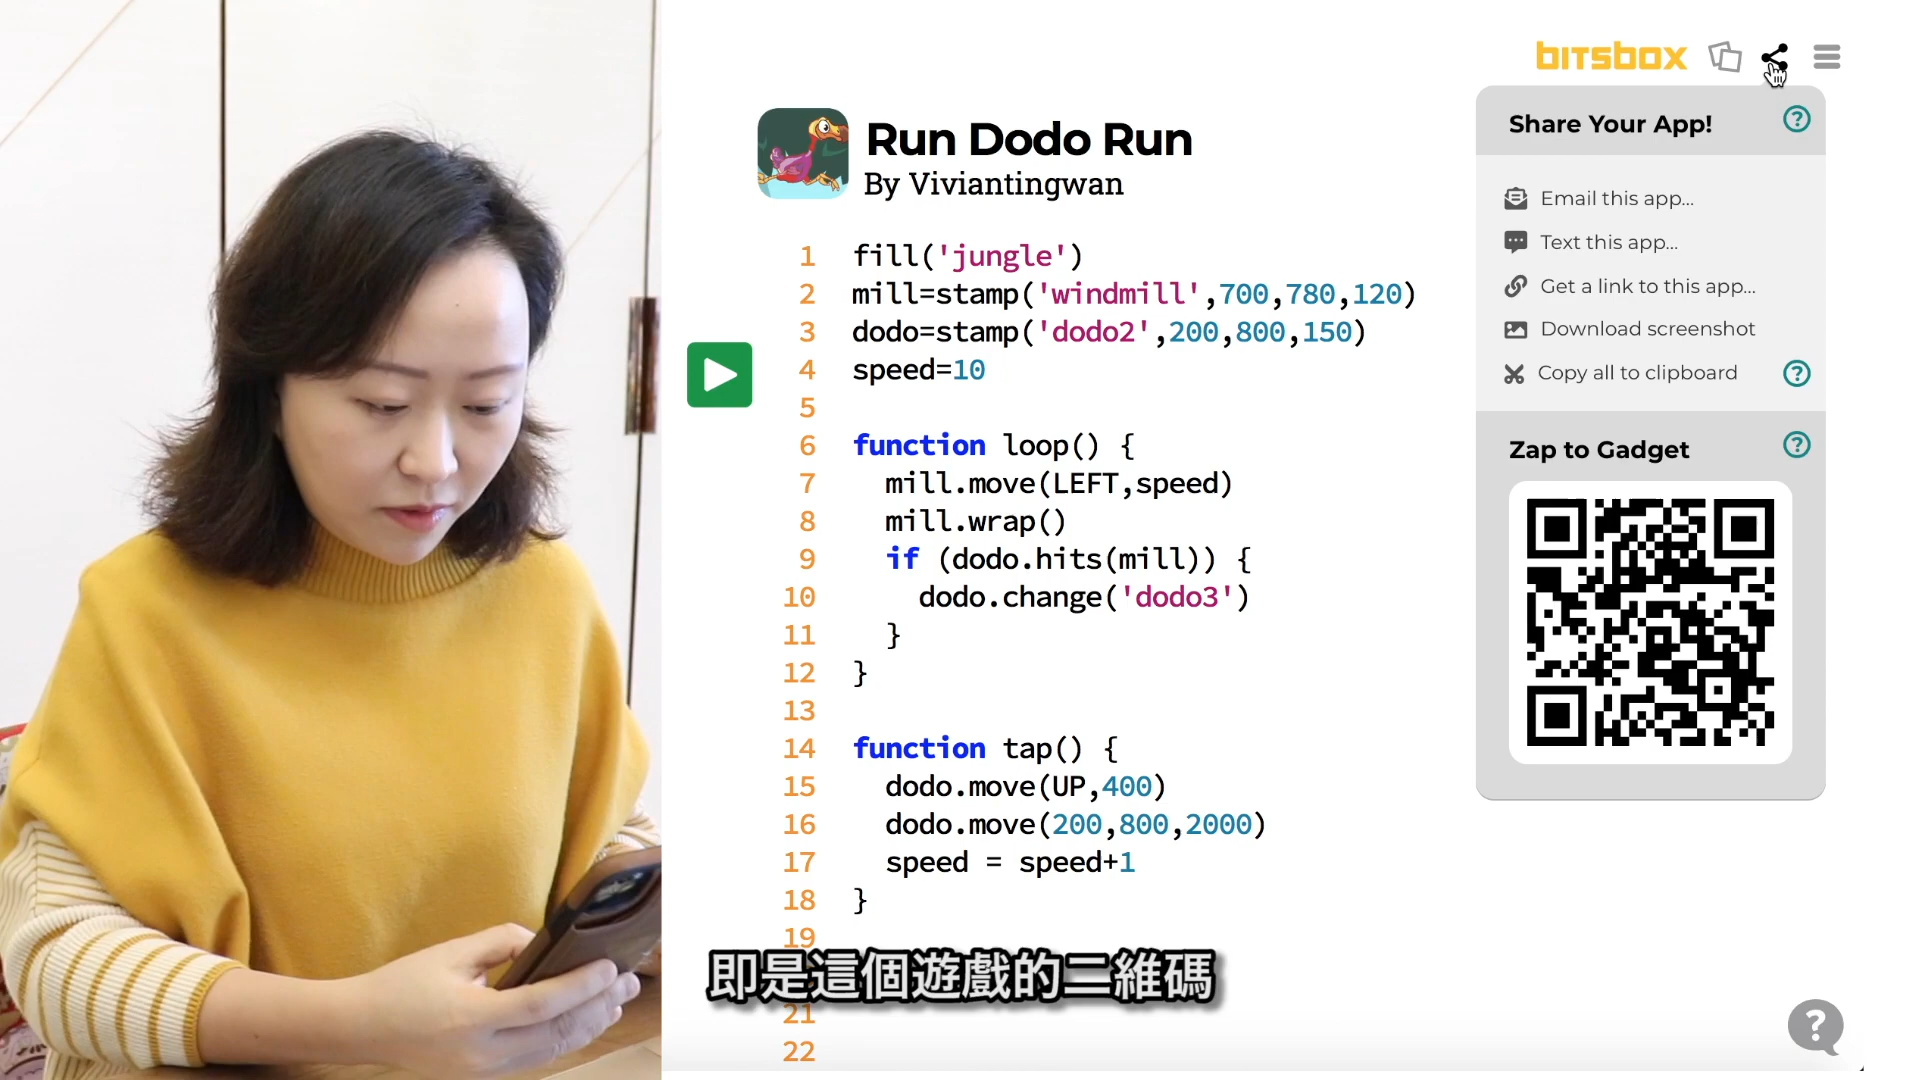 bitsbox
Run Dodo Run
By Viviantingwan
1 fill('jungle')
2 mill=stamp('windmill',700,780,120)
3 dodo=stamp('dodo2',200,800,150)
4 speed=10
5
6 function loop() {
7 mill.move(LEFT,speed)
8 mill.wrap()
9 if (dodo.hits(mill)) {
10 dodo.change('dodo3')
11 }
12 }
13
14 function tap() {
15 dodo.move(UP,400)
16 dodo.move(200,800,2000)
17 speed = speed+1
18 }
19
21
22
Share Your App! ?
Email this app...
Text this app...
Get a link to this app...
Download screenshot
Copy all to clipboard ?
Zap to Gadget ?
即是這個遊戲的二維碼
?